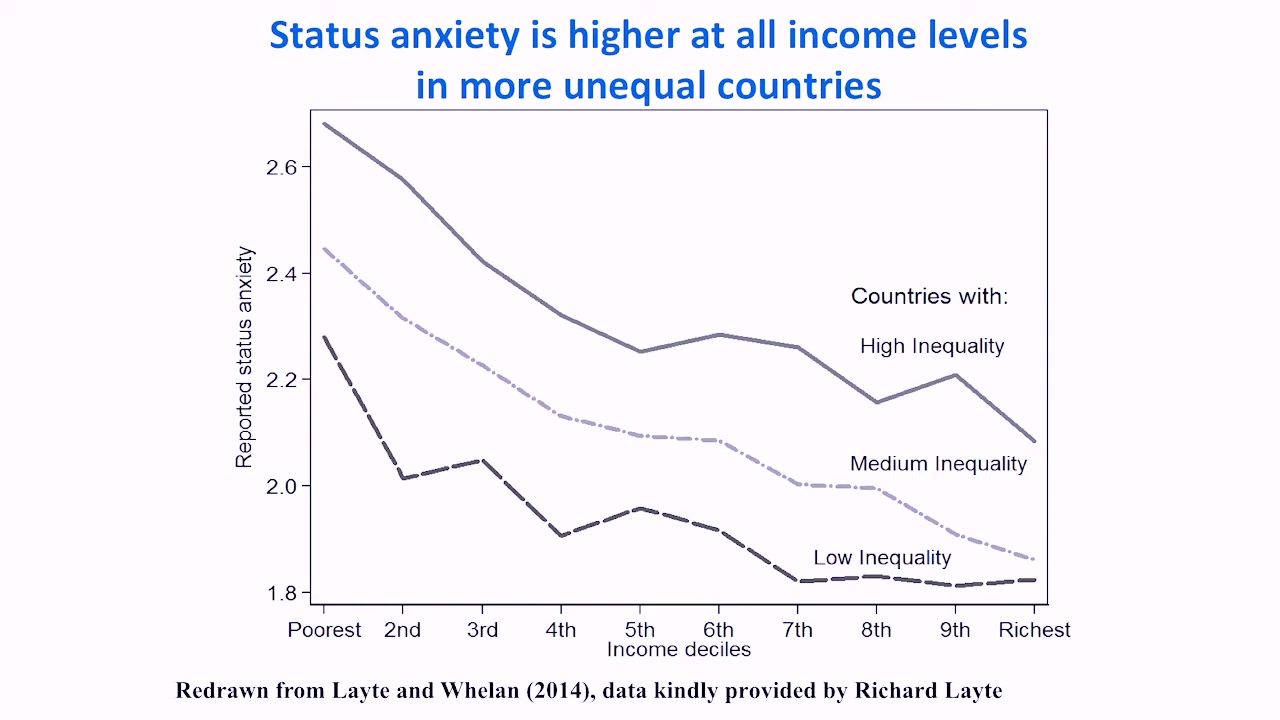 Status anxiety is higher at all income levels
in more unequal countries
2.6
2.4
2.2
2.0
1.8
Reported status anxiety
Countries with:
High Inequality
Medium Inequality
Low Inequality
Poorest 2nd 3rd 4th 5th 6th 7th 8th 9th Richest
Income deciles
Redrawn from Layte and Whelan (2014), data kindly provided by Richard Layte